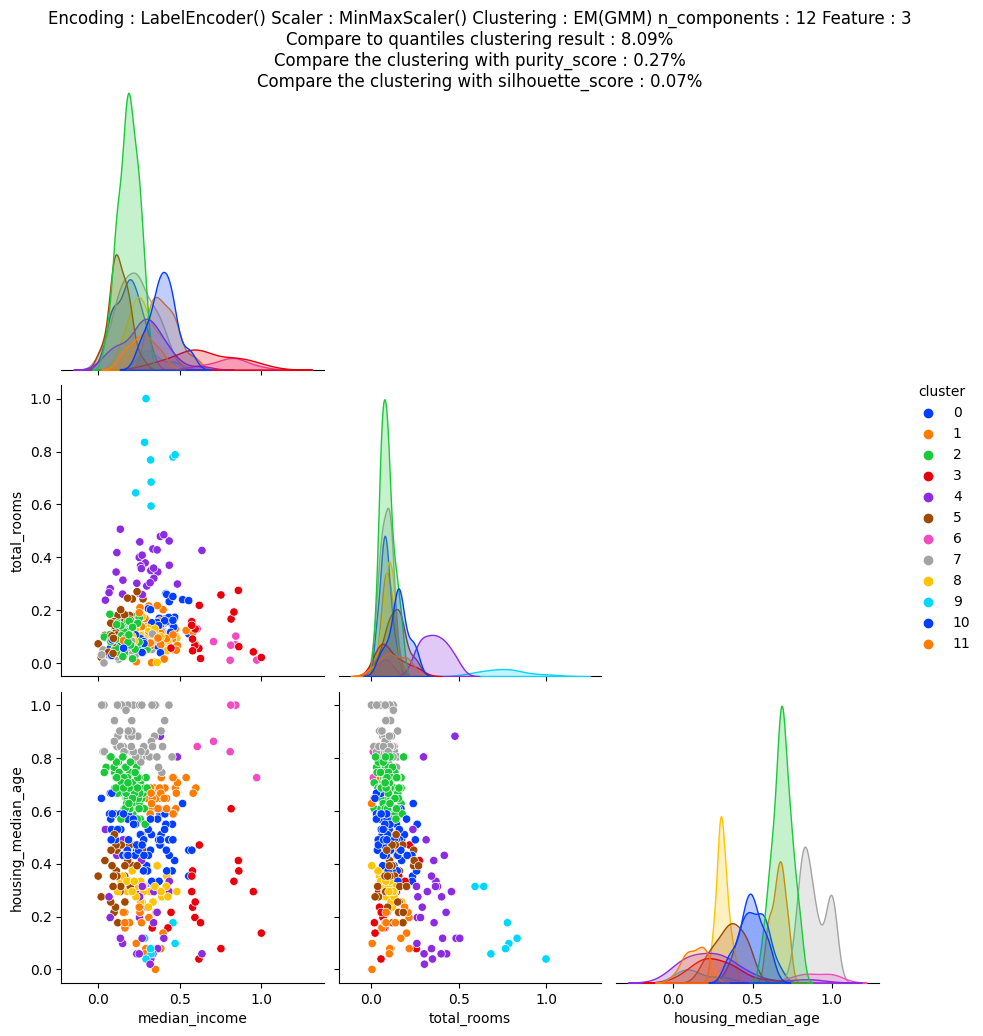 Encoding : LabelEncoder() Scaler : MinMaxScaler() Clustering : EM(GMM) n_components : 12 Feature : 3
Compare to quantiles clustering result : 8.09%
Compare the clustering with purity_score : 0.27%
Compare the clustering with silhouette_score : 0.07%
1.0
0.8
0.6
0.4
0.2
0.0
total_rooms
cluster
0
1
2
3
4
5
6
7
8
9
10
11
1.0
0.8
0.6
0.4
0.2
0.0
housing_median_age
0.0 0.5 1.0
median_income
0.0 0.5 1.0
total_rooms
0.0 0.5 1.0
housing_median_age